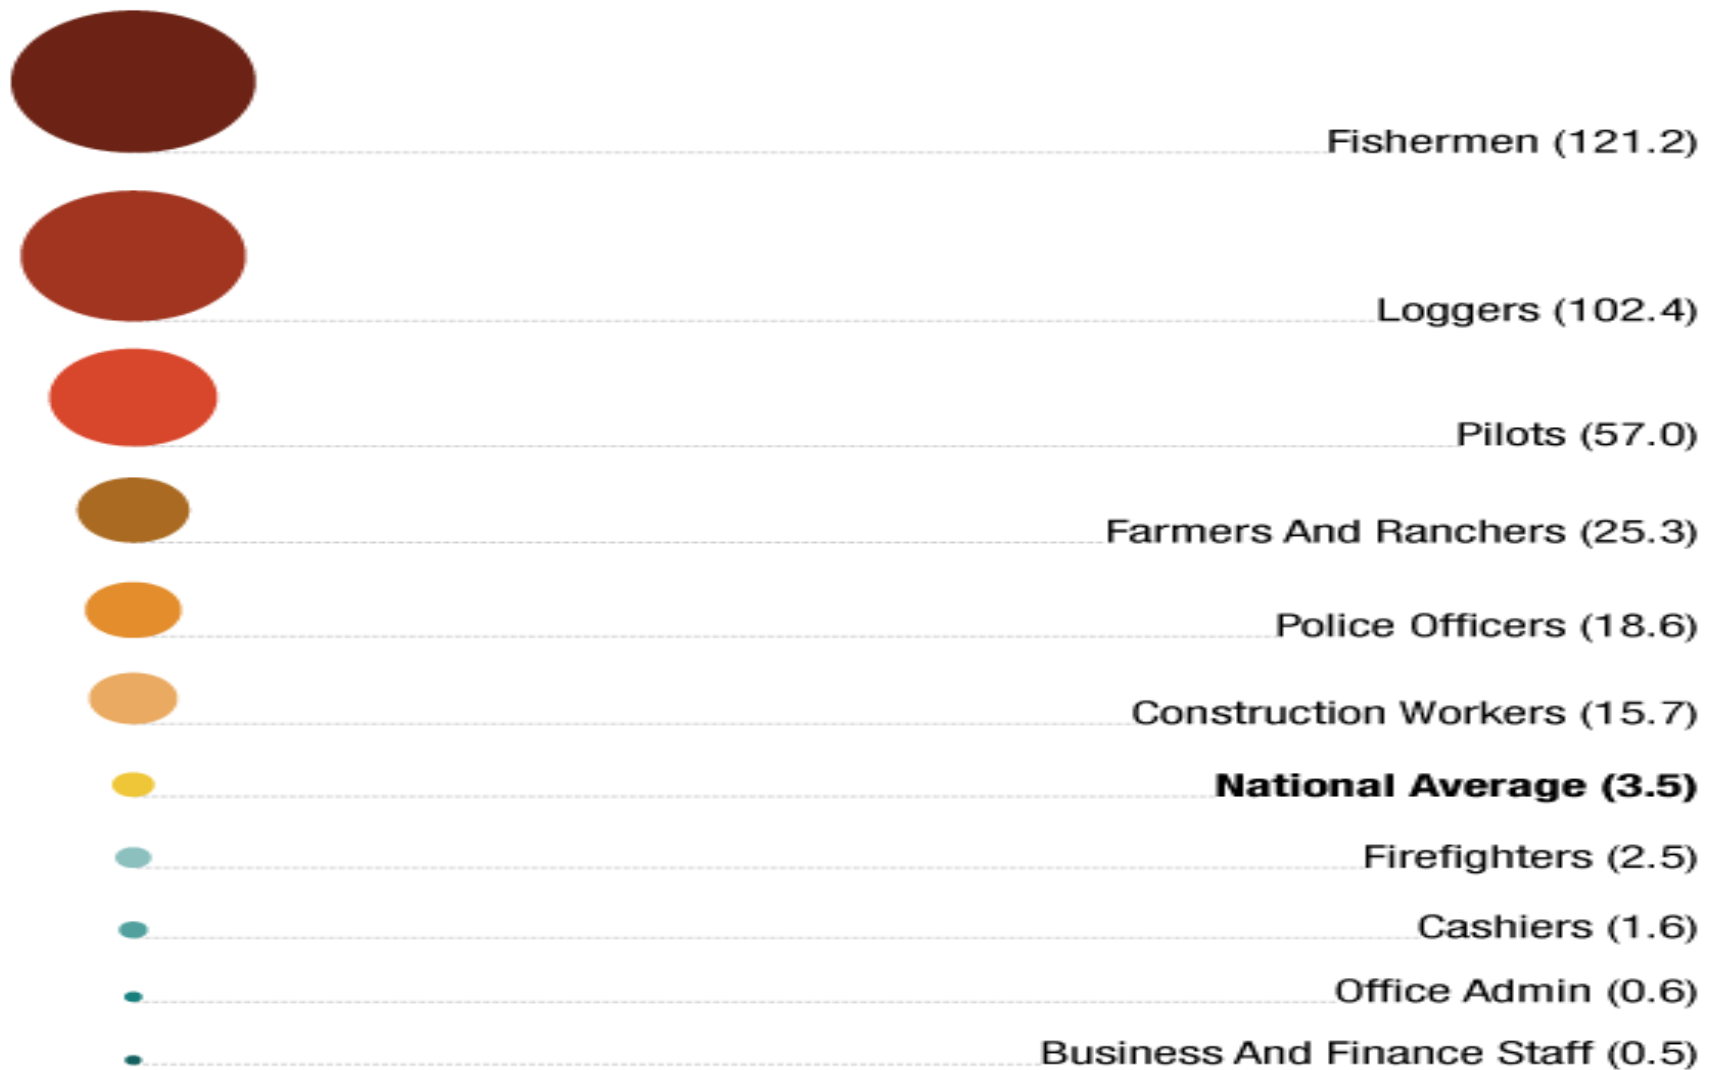 Fishermen (121.2)
Loggers (102.4)
Pilots (57.0)
Farmers And Ranchers (25.3)
Police Officers (18.6)
Construction Workers (15.7)
National Average (3.5)
Firefighters (2.5)
Cashiers (1.6)
Office Admin (0.6)
Business And Finance Staff (0.5)